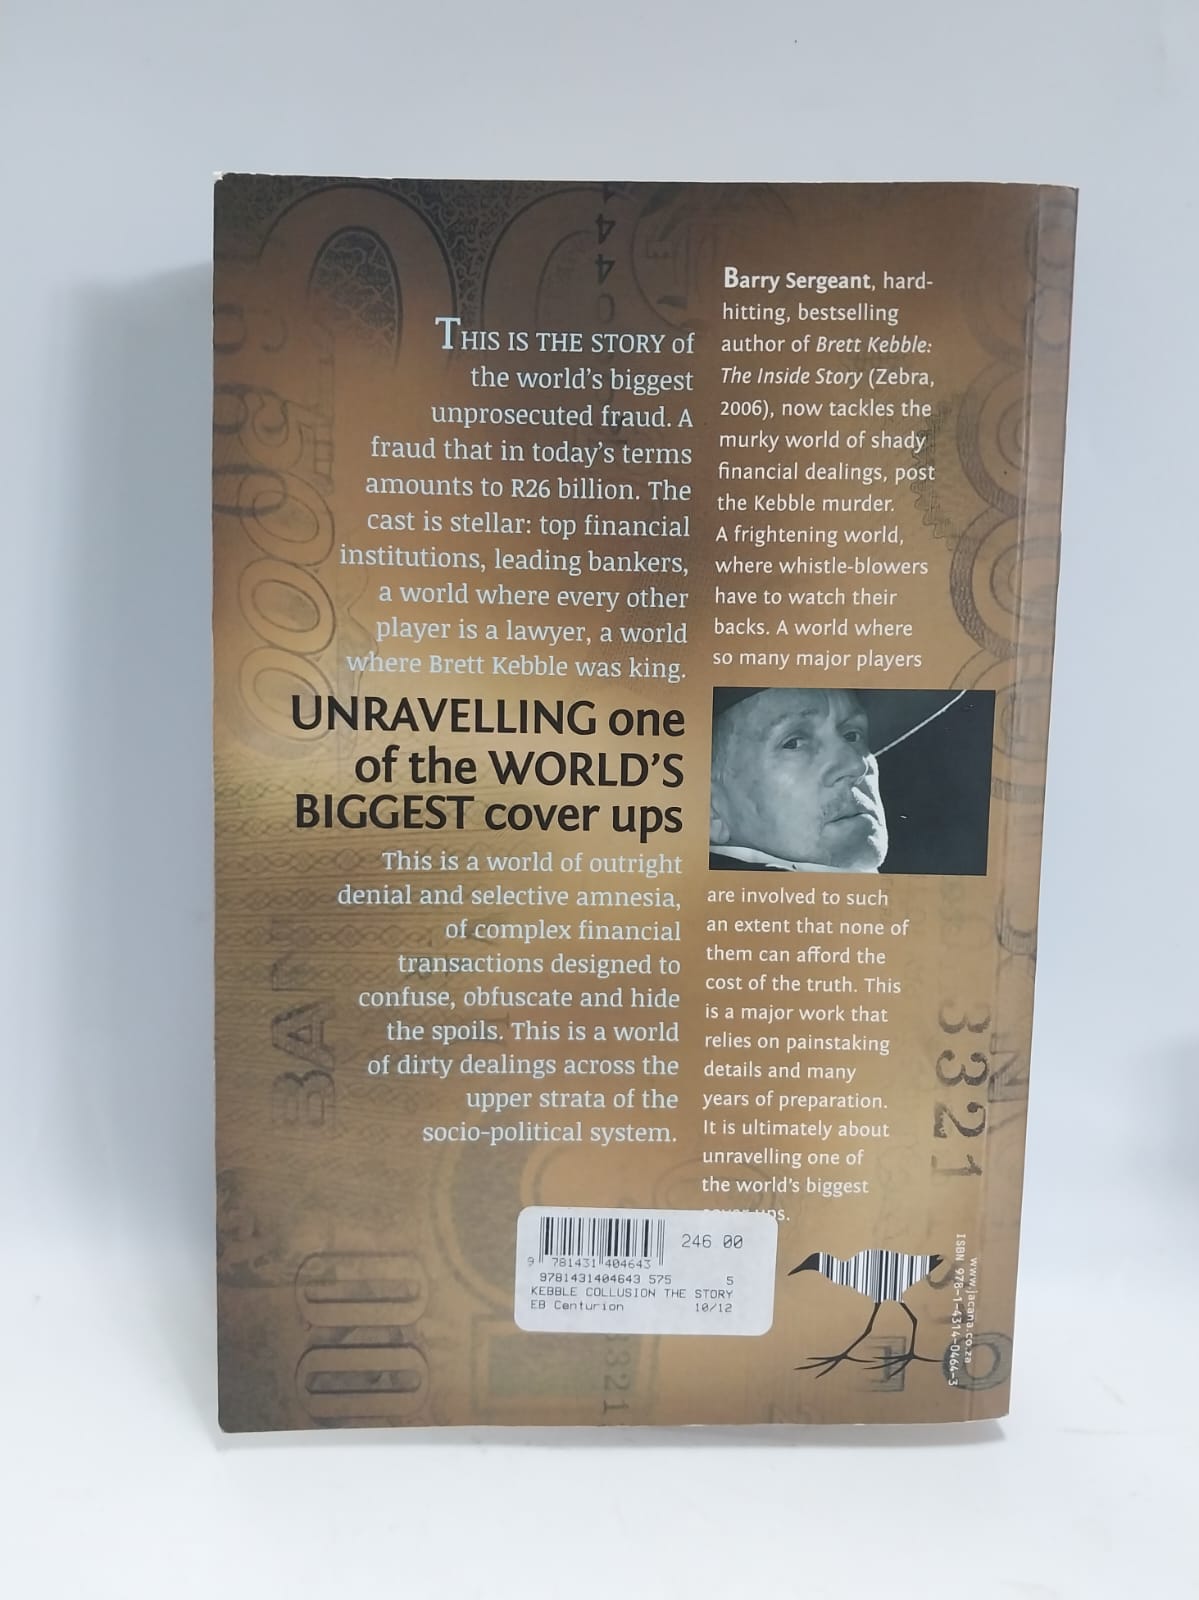 THIS IS THE STORY of
the world's biggest
unprosecuted fraud. A
fraud that in today's terms
amounts to R26 billion. The
cast is stellar: top financial
institutions, leading bankers,
a world where every other
player is a lawyer, a world
where Brett Kebble was king.
UNRAVELLING one
of the WORLD'S
BIGGEST cover ups
This is a world of outright
denial and selective amnesia,
of complex financial
transactions designed to
confuse, obfuscate and hide
the spoils. This is a world
of dirty dealings across the
upper strata of the
socio-political system.
Barry Sergeant, hard-
hitting, bestselling
author of Brett Kebble:
The Inside Story (Zebra,
2006), now tackles the
murky world of shady
financial dealings, post
the Kebble murder.
A frightening world,
where whistle-blowers
have to watch their
backs. A world where
so many major players
are involved to such
an extent that none of
them can afford the
cost of the truth. This
is a major work that
relies on painstaking
details and many
years of preparation.
It is ultimately about
unravelling one of
the world's biggest
cover ups.
246 00
9 781431 404643
9781431404643 575 5
KEBBLE COLLUSION THE STORY
EB Centurion 10/12
ISBN 978-1-4314-0464-3
www.jacana.co.za
3321